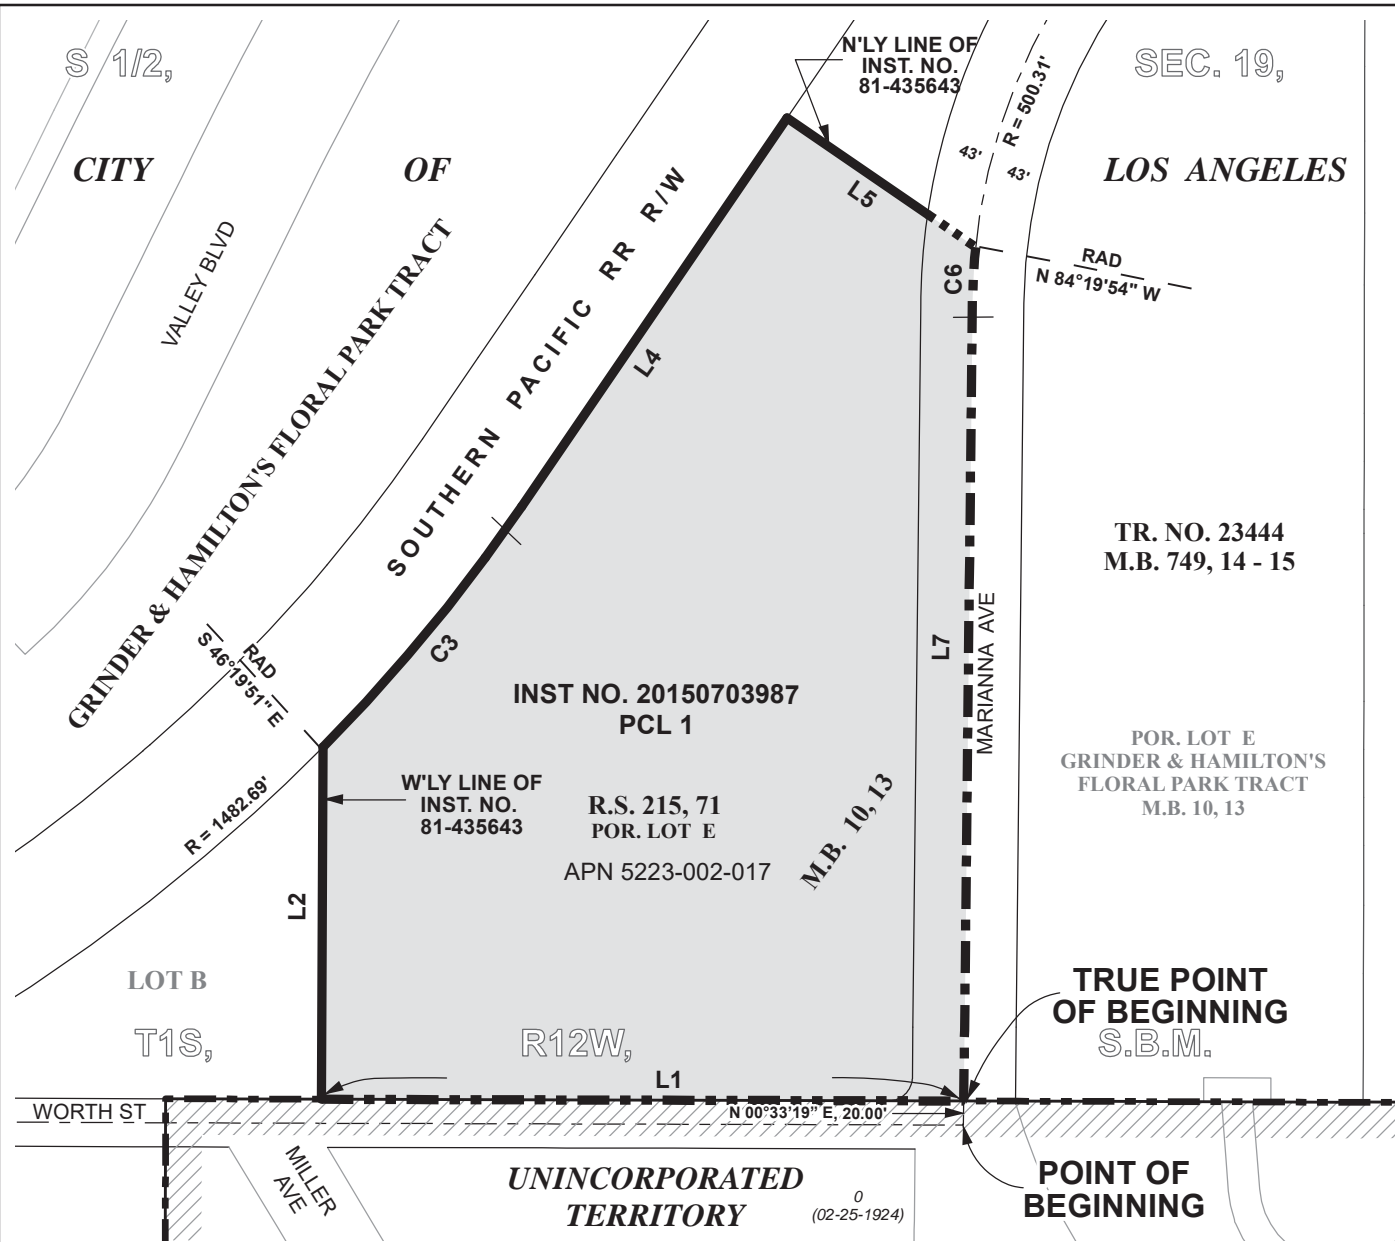 S 1/2,
N'LY LINE OF
INST. NO.
81-435643
SEC. 19,
R = 500.31'
43'
43'
CITY OF LOS ANGELES
L5
VALLEY BLVD
GRINDER & HAMILTON'S FLORAL PARK TRACT
SOUTHERN PACIFIC RR R/W
RAD
N 84°19'54" W
C6
L4
TR. NO. 23444
M.B. 749, 14 - 15
RAD
S 46°19'51" E
C3
L7
MARIANNA AVE
INST NO. 20150703987
PCL 1
W'LY LINE OF
INST. NO.
81-435643
R.S. 215, 71
POR. LOT E
APN 5223-002-017
M.B. 10, 13
POR. LOT E
GRINDER & HAMILTON'S
FLORAL PARK TRACT
M.B. 10, 13
R = 1482.69'
L2
LOT B
TRUE POINT
OF BEGINNING
T1S,
R12W,
S.B.M.
L1
WORTH ST
N 00°33'19” E, 20.00'
MILLER
AVE
UNINCORPORATED
TERRITORY
0
(02-25-1924)
POINT OF
BEGINNING